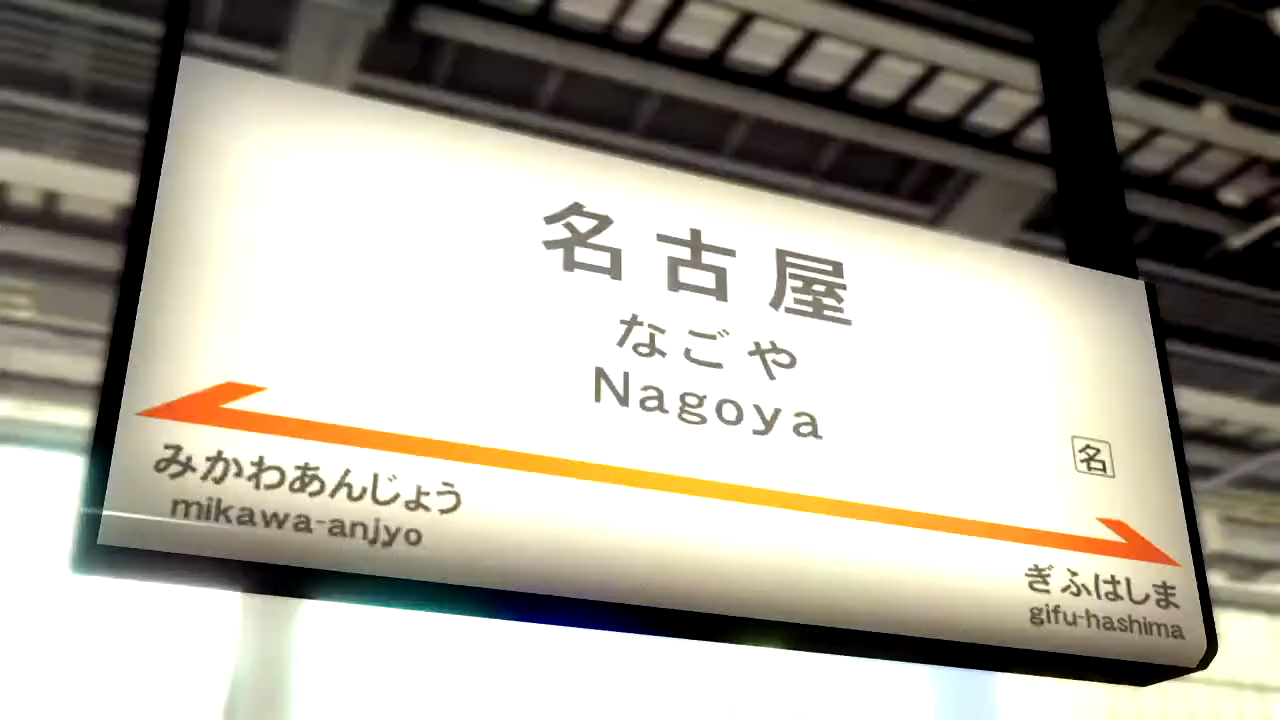 名古屋
なごや
Nagoya
名
みかわあんじょう
mikawa-anjyo
ぎふはしま
gifu-hashima